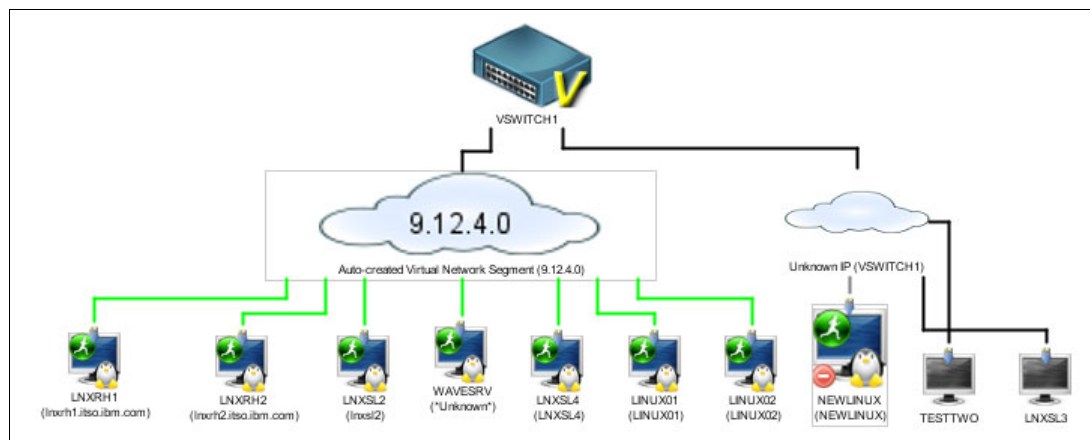 V
VSWITCH1
9.12.4.0
Auto-created Virtual Network Segment (9.12.4.0)
Unknown IP (VSWITCH1)
LNXRH1
(lnxrh1.itso.ibm.com)
LNXRH2
(lnxrh2.itso.ibm.com)
LNXSL2
(lnxsl2)
WAVESRV
(*Unknown*)
LNXSL4
(LNXSL4)
LINUX01
(LINUX01)
LINUX02
(LINUX02)
NEWLINUX
(NEWLINUX)
TESTTWO
LNXSL3